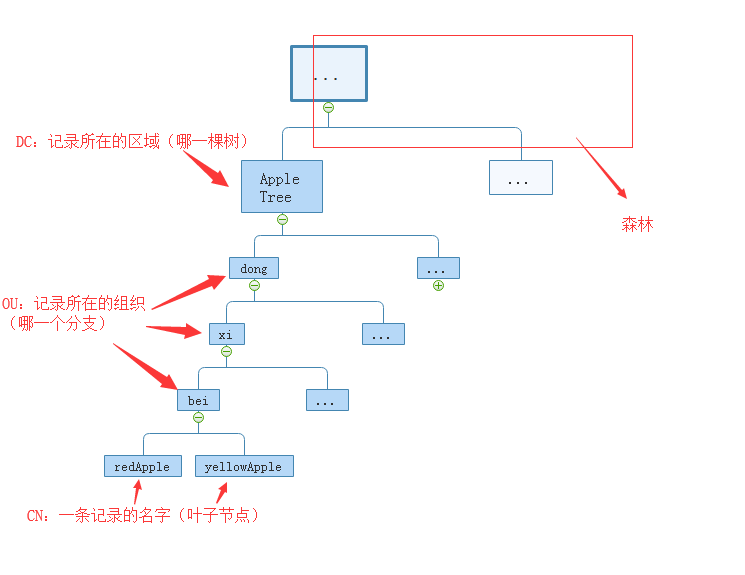 ...
DC: 记录所在的区域（哪一棵树）
Apple
Tree
...
森林
dong
...
OU: 记录所在的组织
（哪一个分支）
xi
...
bei
...
redApple
yellowApple
CN: 一条记录的名字（叶子节点）